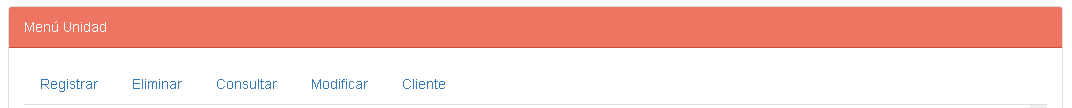 Menú Unidad
Registrar Eliminar Consultar Modificar Cliente